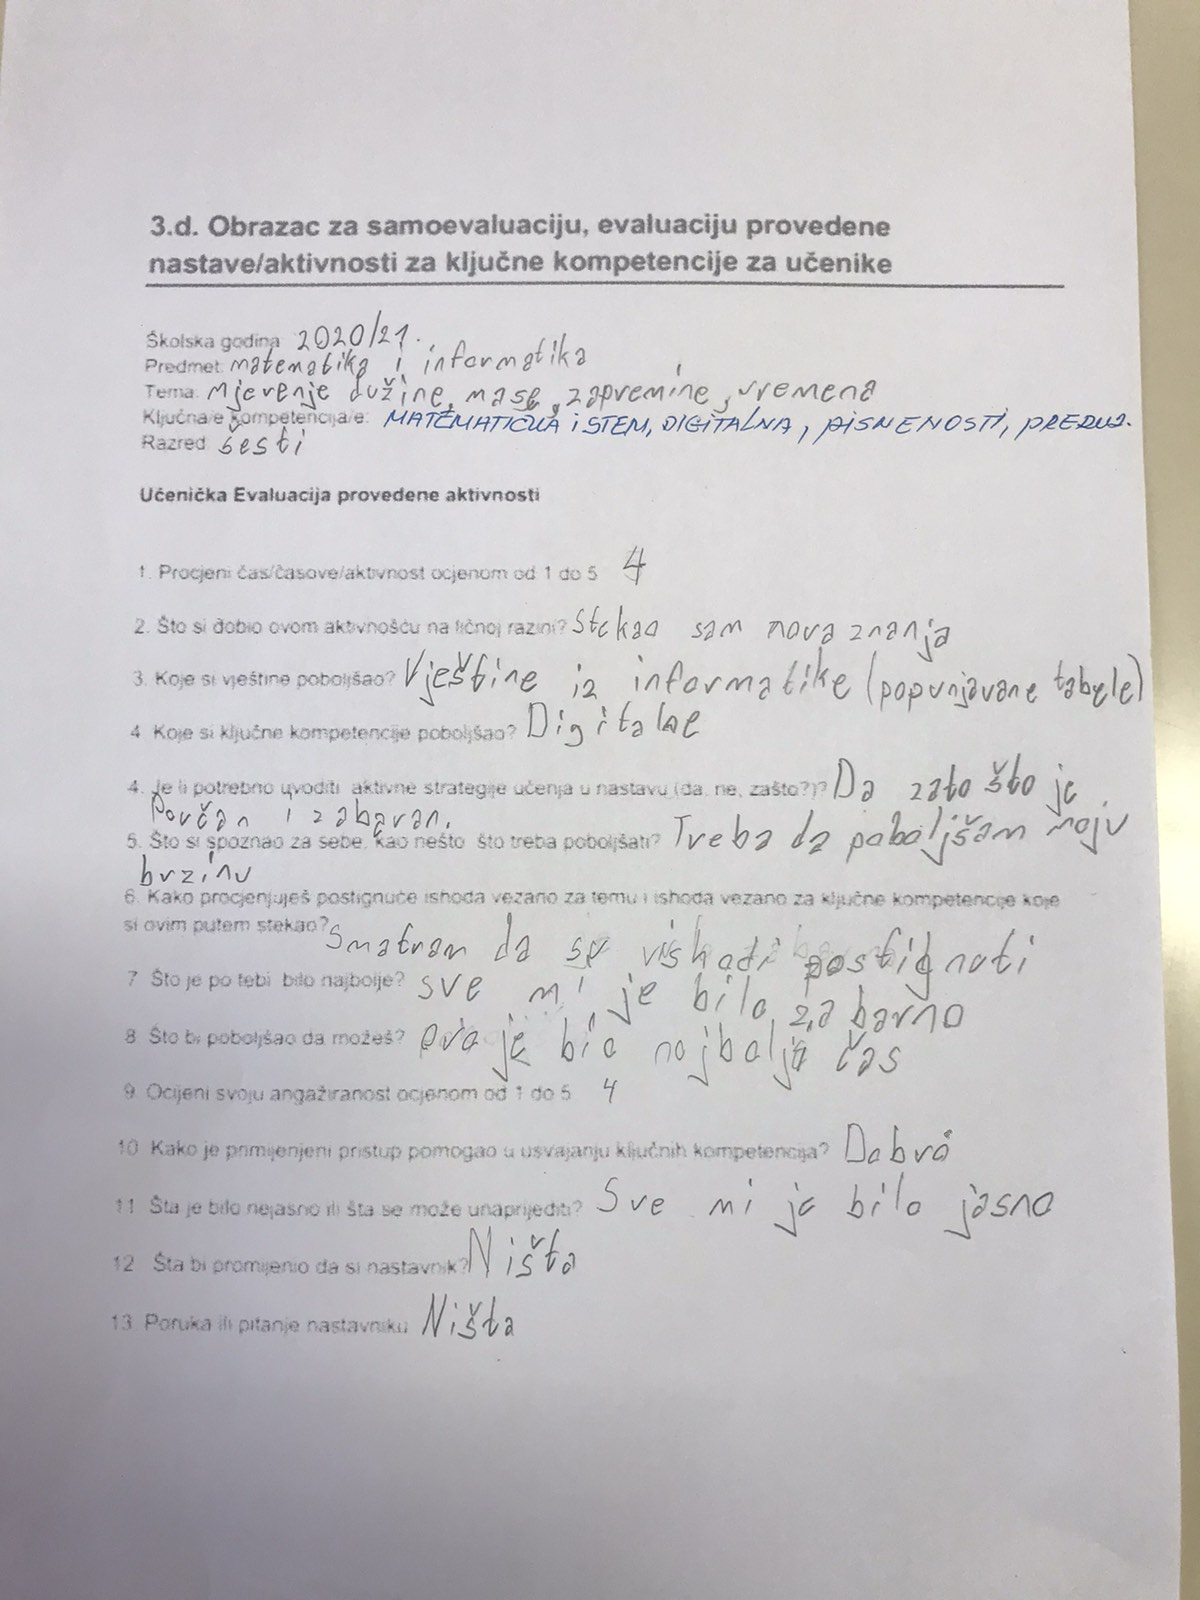 3.d. Obrazac za samoevaluaciju, evaluaciju provedene
nastave/aktivnosti za ključne kompetencije za učenike
Školska godina: 2020/21.
Predmet: matematika i informatika
Tema: Mjerenje dužine, mase, zapremine, vremena
Ključna/e kompetencija/e: MATEMATIČKA i STEM, DIGITALNA, PISMENOSTI, PREDUZ.
Razred: šesti
Učenička Evaluacija provedene aktivnosti
1. Procjeni čas/časove/aktivnost ocjenom od 1 do 5 4
2. Što si dobio ovom aktivnošću na ličnoj razini? Stekao sam nova znanja
3. Koje si vještine poboljšao? Vještine iz informatike (popunjavane tabele)
4. Koje si ključne kompetencije poboljšao? Digitalne
4. Je li potrebno uvoditi aktivne strategije učenja u nastavu (da, ne, zašto?)? Da zato što je
Povčan i zabavan.
5. Što si spoznao za sebe, kao nešto što treba poboljšati? Treba da poboljšam moju
brzinu
6. Kako procjenjuješ postignuće ishoda vezano za temu i ishoda vezano za ključne kompetencije koje
si ovim putem stekao? Smatram da su vishodi postignuti
7. Što je po tebi bilo najbolje? sve mi je bilo zabavno
8. Što bi poboljšao da možeš? ovo je bio najbolji čas
9. Ocijeni svoju angažiranost ocjenom od 1 do 5 4
10. Kako je primijenjeni pristup pomogao u usvajanju ključnih kompetencija? Dobro
11. Šta je bilo nejasno ili šta se može unaprijediti? Sve mi je bilo jasno
12. Šta bi promijenio da si nastavnik? Ništa
13. Poruka ili pitanje nastavniku Ništa